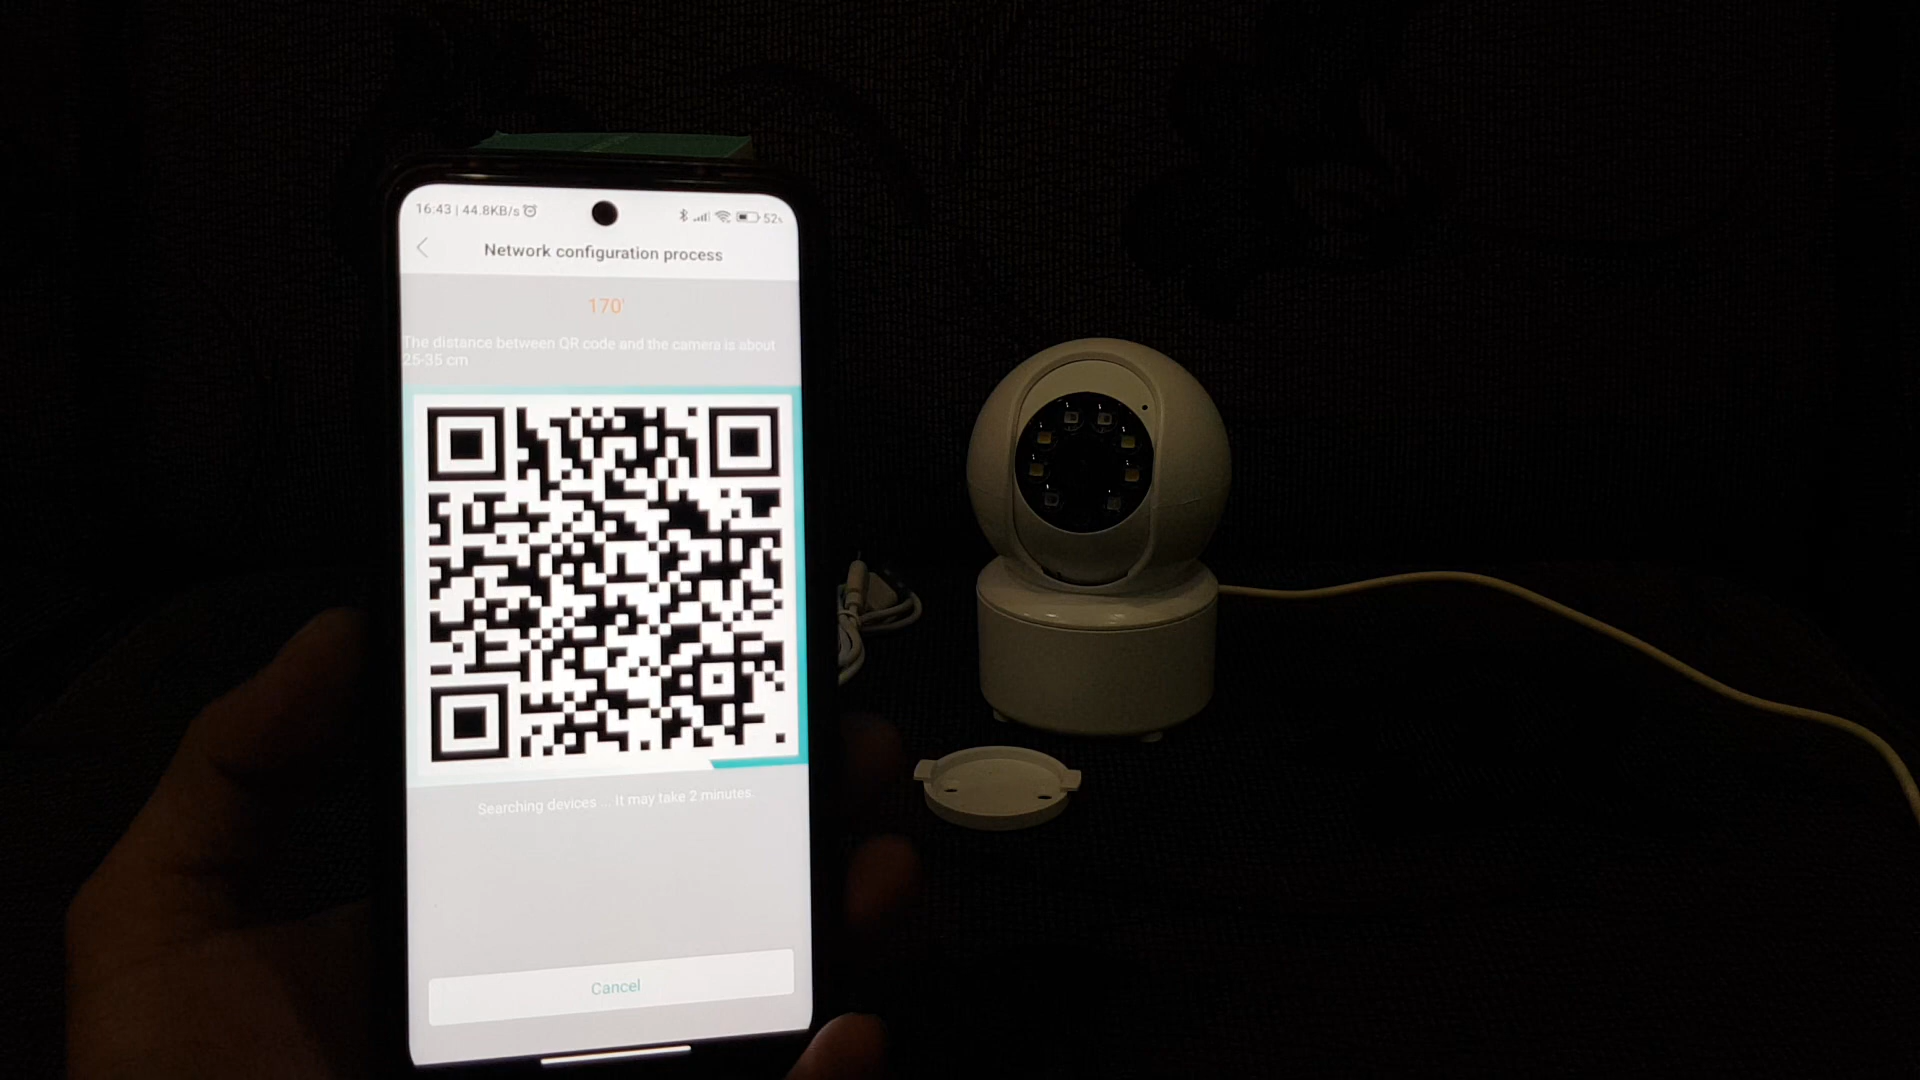 16:43 | 44.8KB/s
52%
Network configuration process
170'
The distance between QR code and the camera is about
25-35 cm
Searching devices ... It may take 2 minutes.
Cancel